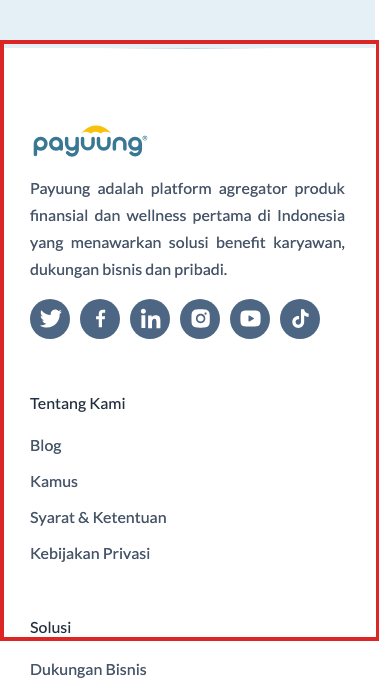 payuung®
Payuung adalah platform agregator produk
finansial dan wellness pertama di Indonesia
yang menawarkan solusi benefit karyawan,
dukungan bisnis dan pribadi.
Tentang Kami
Blog
Kamus
Syarat & Ketentuan
Kebijakan Privasi
Solusi
Dukungan Bisnis